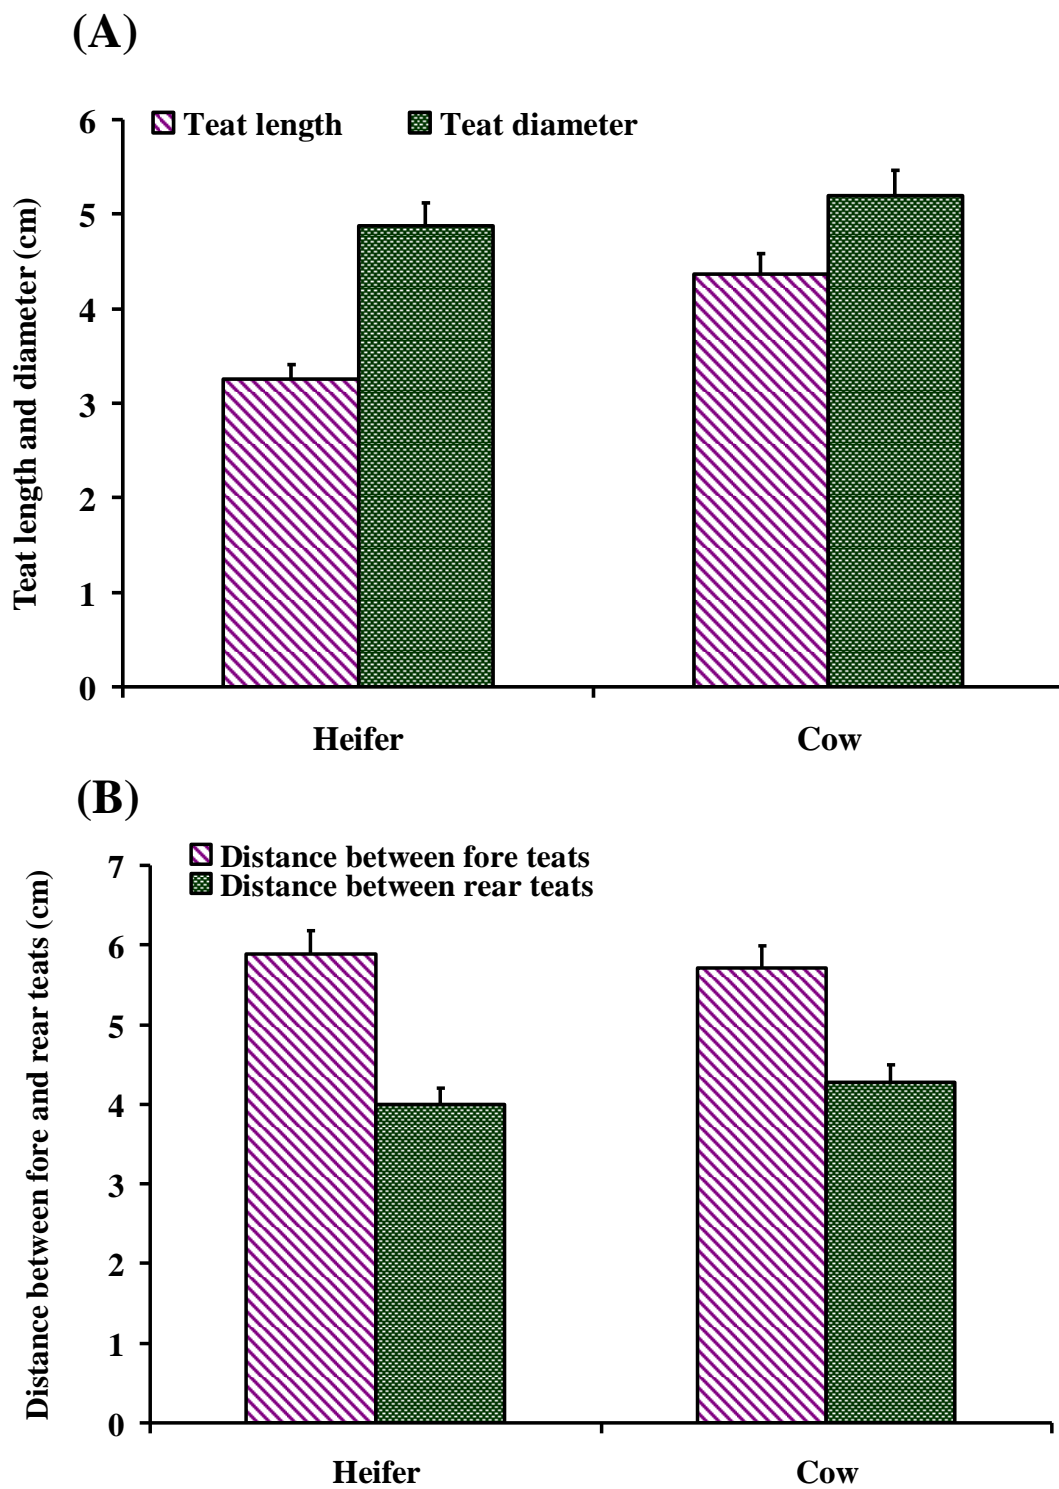 (A)
Teat length
Teat diameter
Teat length and diameter (cm)
6
5
4
3
2
1
0
Heifer
Cow
(B)
Distance between fore teats
Distance between rear teats
Distance between fore and rear teats (cm)
7
6
5
4
3
2
1
0
Heifer
Cow